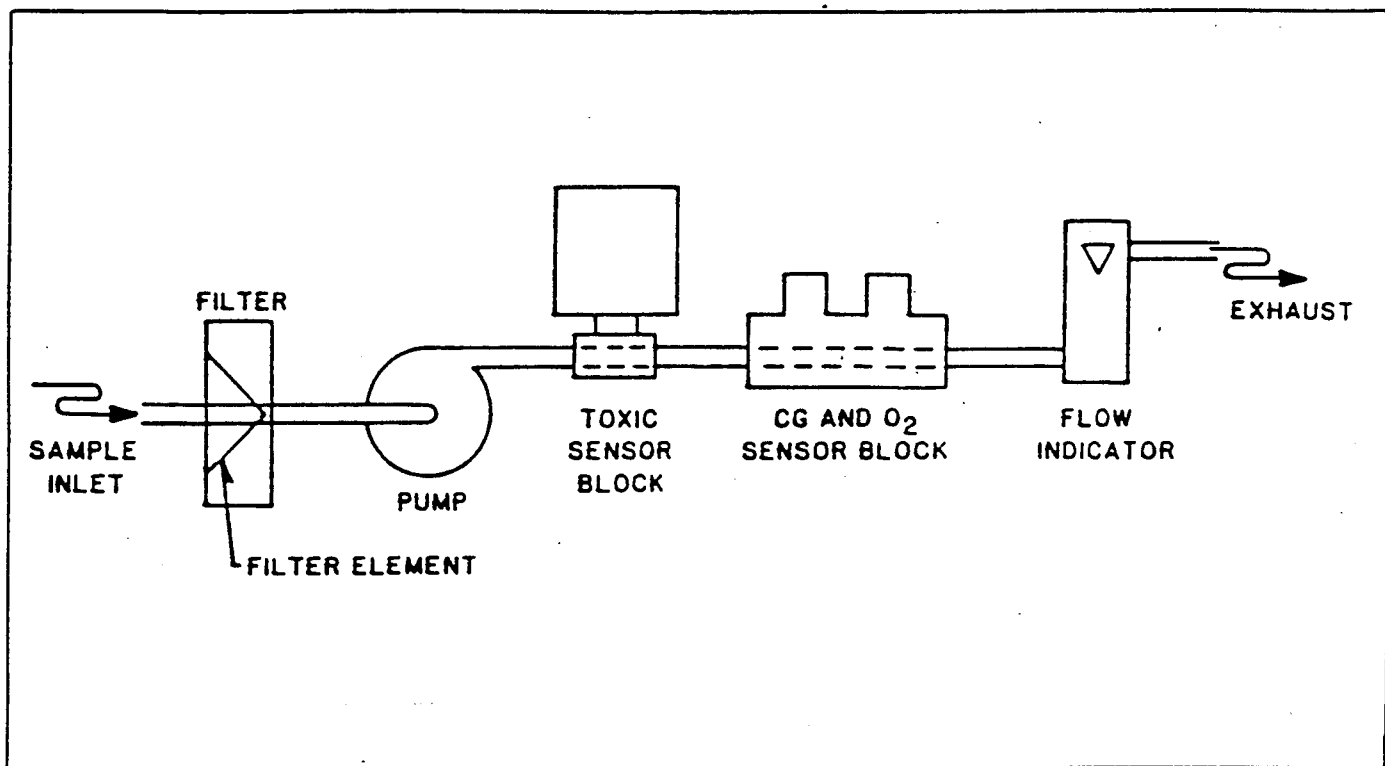 FILTER
SAMPLE
INLET
FILTER ELEMENT
PUMP
TOXIC
SENSOR
BLOCK
CG AND O₂
SENSOR BLOCK
FLOW
INDICATOR
EXHAUST